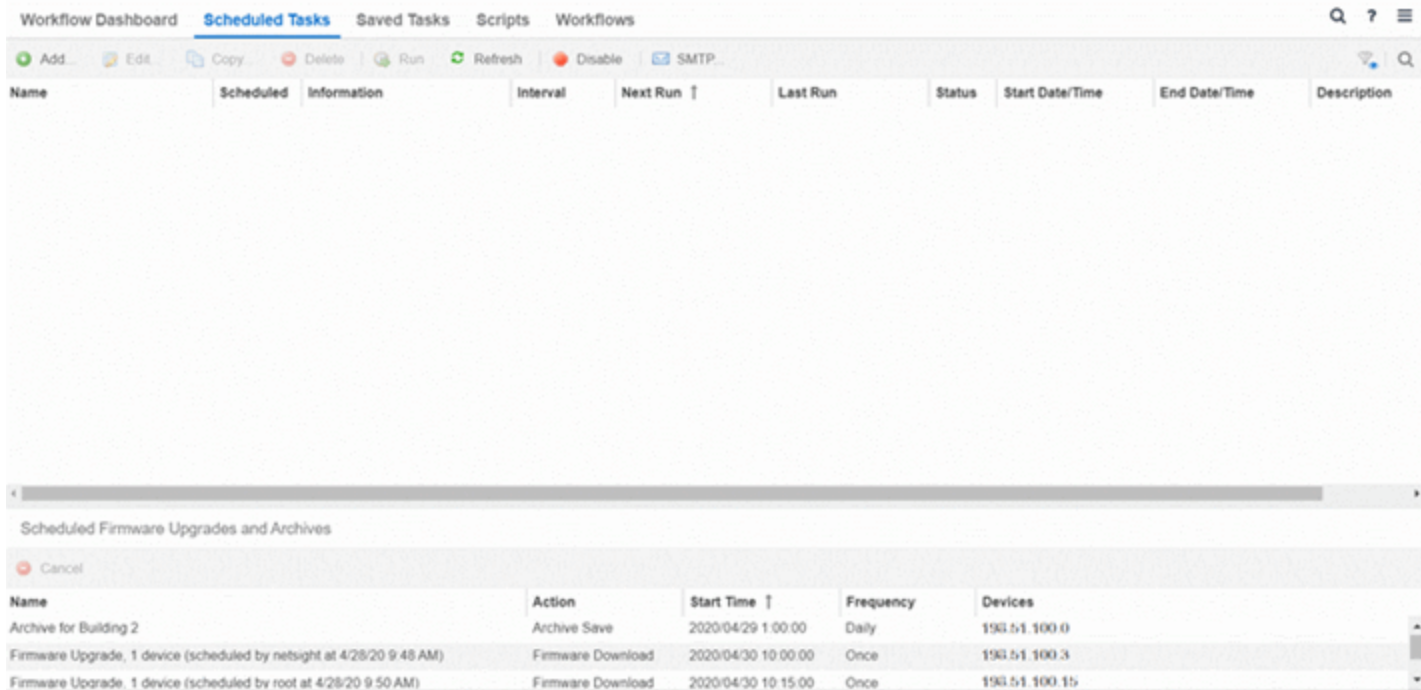 Workflow Dashboard Scheduled Tasks Saved Tasks Scripts Workflows ?
Add... Edit... Copy... Delete Run Refresh Disable SMTP...
Name Scheduled Information Interval Next Run ↑ Last Run Status Start Date/Time End Date/Time Description
Scheduled Firmware Upgrades and Archives
Cancel
Name Action Start Time ↑ Frequency Devices
Archive for Building 2 Archive Save 2020/04/29 1:00:00 Daily 198.51.100.0
Firmware Upgrade, 1 device (scheduled by netsight at 4/28/20 9:48 AM) Firmware Download 2020/04/30 10:00:00 Once 198.51.100.3
Firmware Upgrade, 1 device (scheduled by root at 4/28/20 9:50 AM) Firmware Download 2020/04/30 10:15:00 Once 198.51.100.15